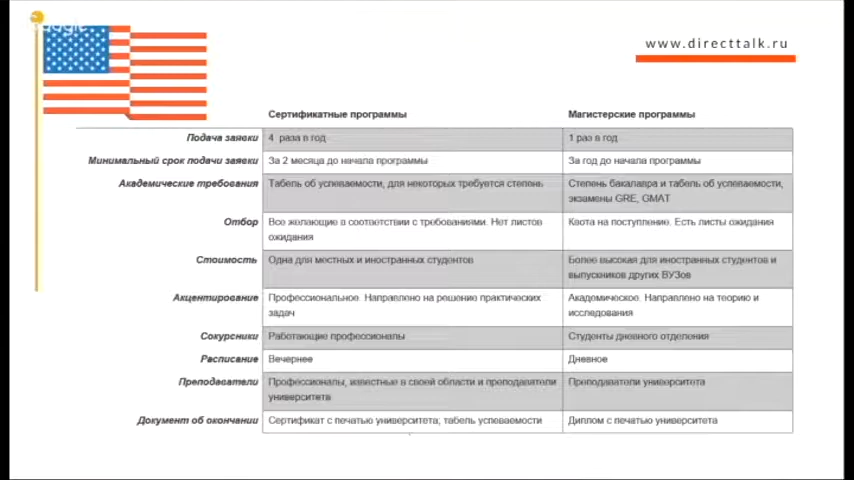 www.directtalk.ru
Сертификатные программы Магистерские программы
Подача заявки 4 раза в год 1 раз в год
Минимальный срок подачи заявки За 2 месяца до начала программы За год до начала программы
Академические требования Табель об успеваемости, для некоторых требуется степень Степень бакалавра и табель об успеваемости,
экзамены GRE, GMAT
Отбор Все желающие в соответствии с требованиями. Нет листов Квота на поступление. Есть листы ожидания
ожидания
Стоимость Одна для местных и иностранных студентов Более высокая для иностранных студентов и
выпускников других ВУЗов
Акцентирование Профессиональное. Направлено на решение практических Академическое. Направлено на теорию и
задач исследования
Сокурсники Работающие профессионалы Студенты дневного отделения
Расписание Вечернее Дневное
Преподаватели Профессионалы, известные в своей области и преподаватели Преподаватели университета
университета
Документ об окончании Сертификат с печатью университета; табель успеваемости Диплом с печатью университета